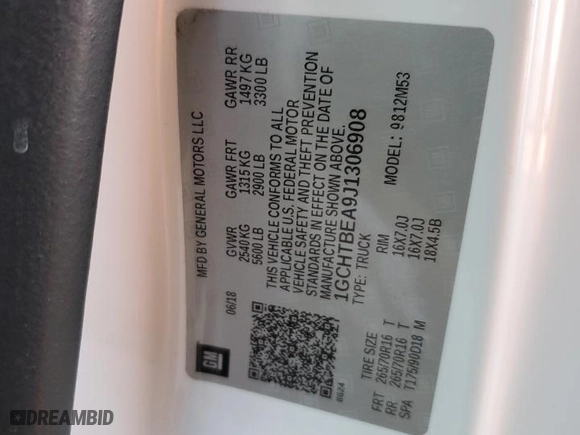 MFD BY GENERAL MOTORS LLC
06/18
GVWR GAWR FRT GAWR RR
2540 KG 1315 KG 1497 KG
5600 LB 2900 LB 3300 LB
THIS VEHICLE CONFORMS TO ALL
APPLICABLE U.S. FEDERAL MOTOR
VEHICLE SAFETY AND THEFT PREVENTION
STANDARDS IN EFFECT ON THE DATE OF
MANUFACTURE SHOWN ABOVE.
1GCHTBEA9J1306908
TYPE: TRUCK MODEL: 9812M53
GM
6624
TIRE SIZE RIM
FRT 265/70R16 T 16X7.0J
RR 265/70R16 T 16X7.0J
SPA T175/90D18 M 18X4.5B
DREAMBID